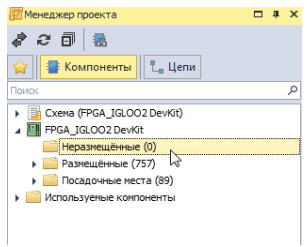 Менеджер проекта
Компоненты Цепи
Поиск
Схема (FPGA_IGLOO2 DevKit)
FPGA_IGLOO2 DevKit
Неразмещённые (0)
Размещённые (757)
Посадочные места (89)
Используемые компоненты